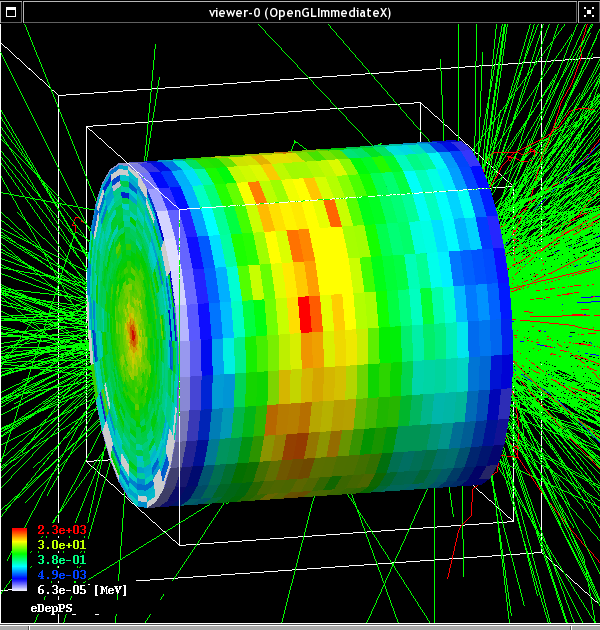 viewer-0 (OpenGLImmediateX)
2.3e+03
3.0e+01
3.8e-01
4.9e-03
6.3e-05 [MeV]
eDepPS